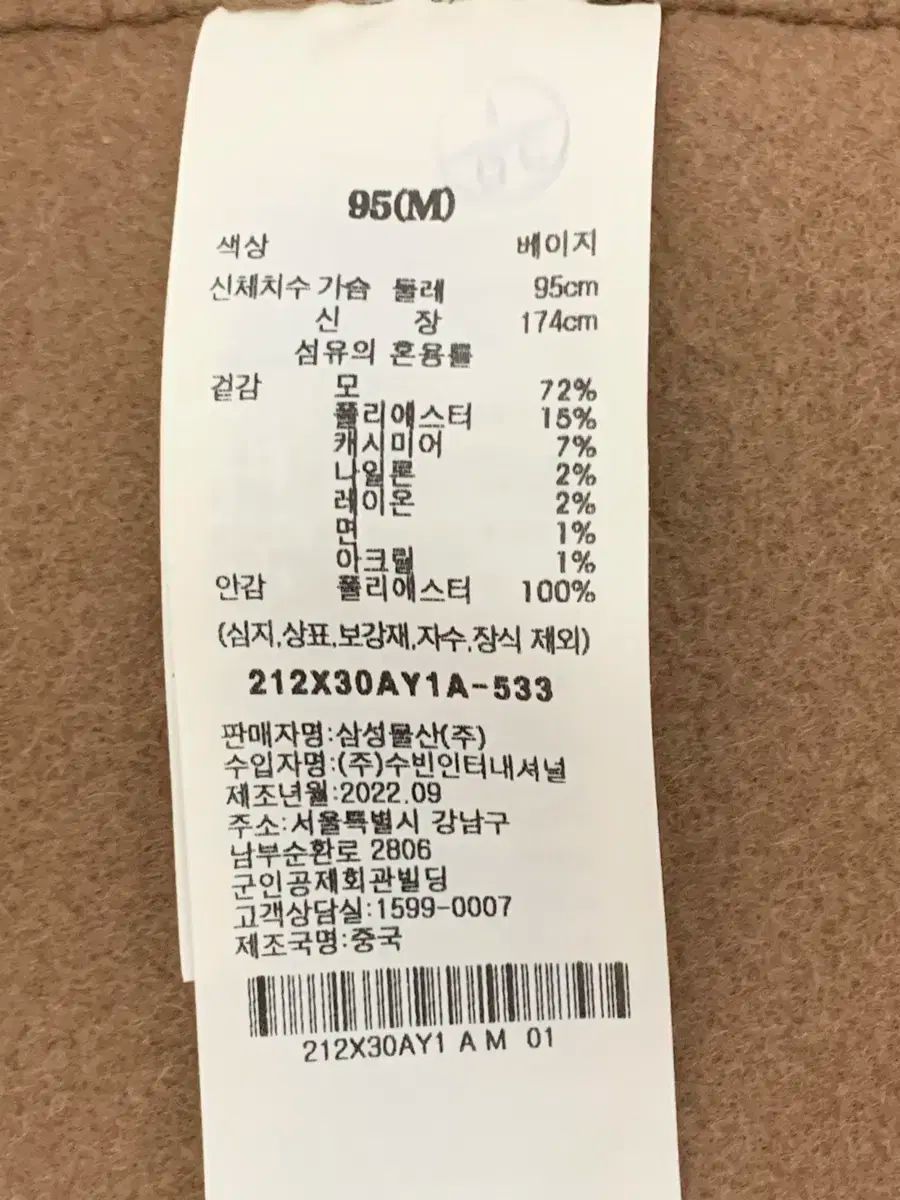 95(M)
색상 베이지
신체치수 가슴 둘레 95cm
신 장 174cm
섬유의 혼용률
겉감 모 72%
폴리에스터 15%
캐시미어 7%
나일론 2%
레이온 2%
면 1%
아크릴 1%
안감 폴리에스터 100%
(심지,상표,보강재,자수,장식 제외)
212X30AY1A-533
판매자명:삼성물산(주)
수입자명:(주)수빈인터내셔널
제조년월:2022.09
주소:서울특별시 강남구
남부순환로 2806
군인공제회관빌딩
고객상담실:1599-0007
제조국명:중국
212X30AY1 A M 01